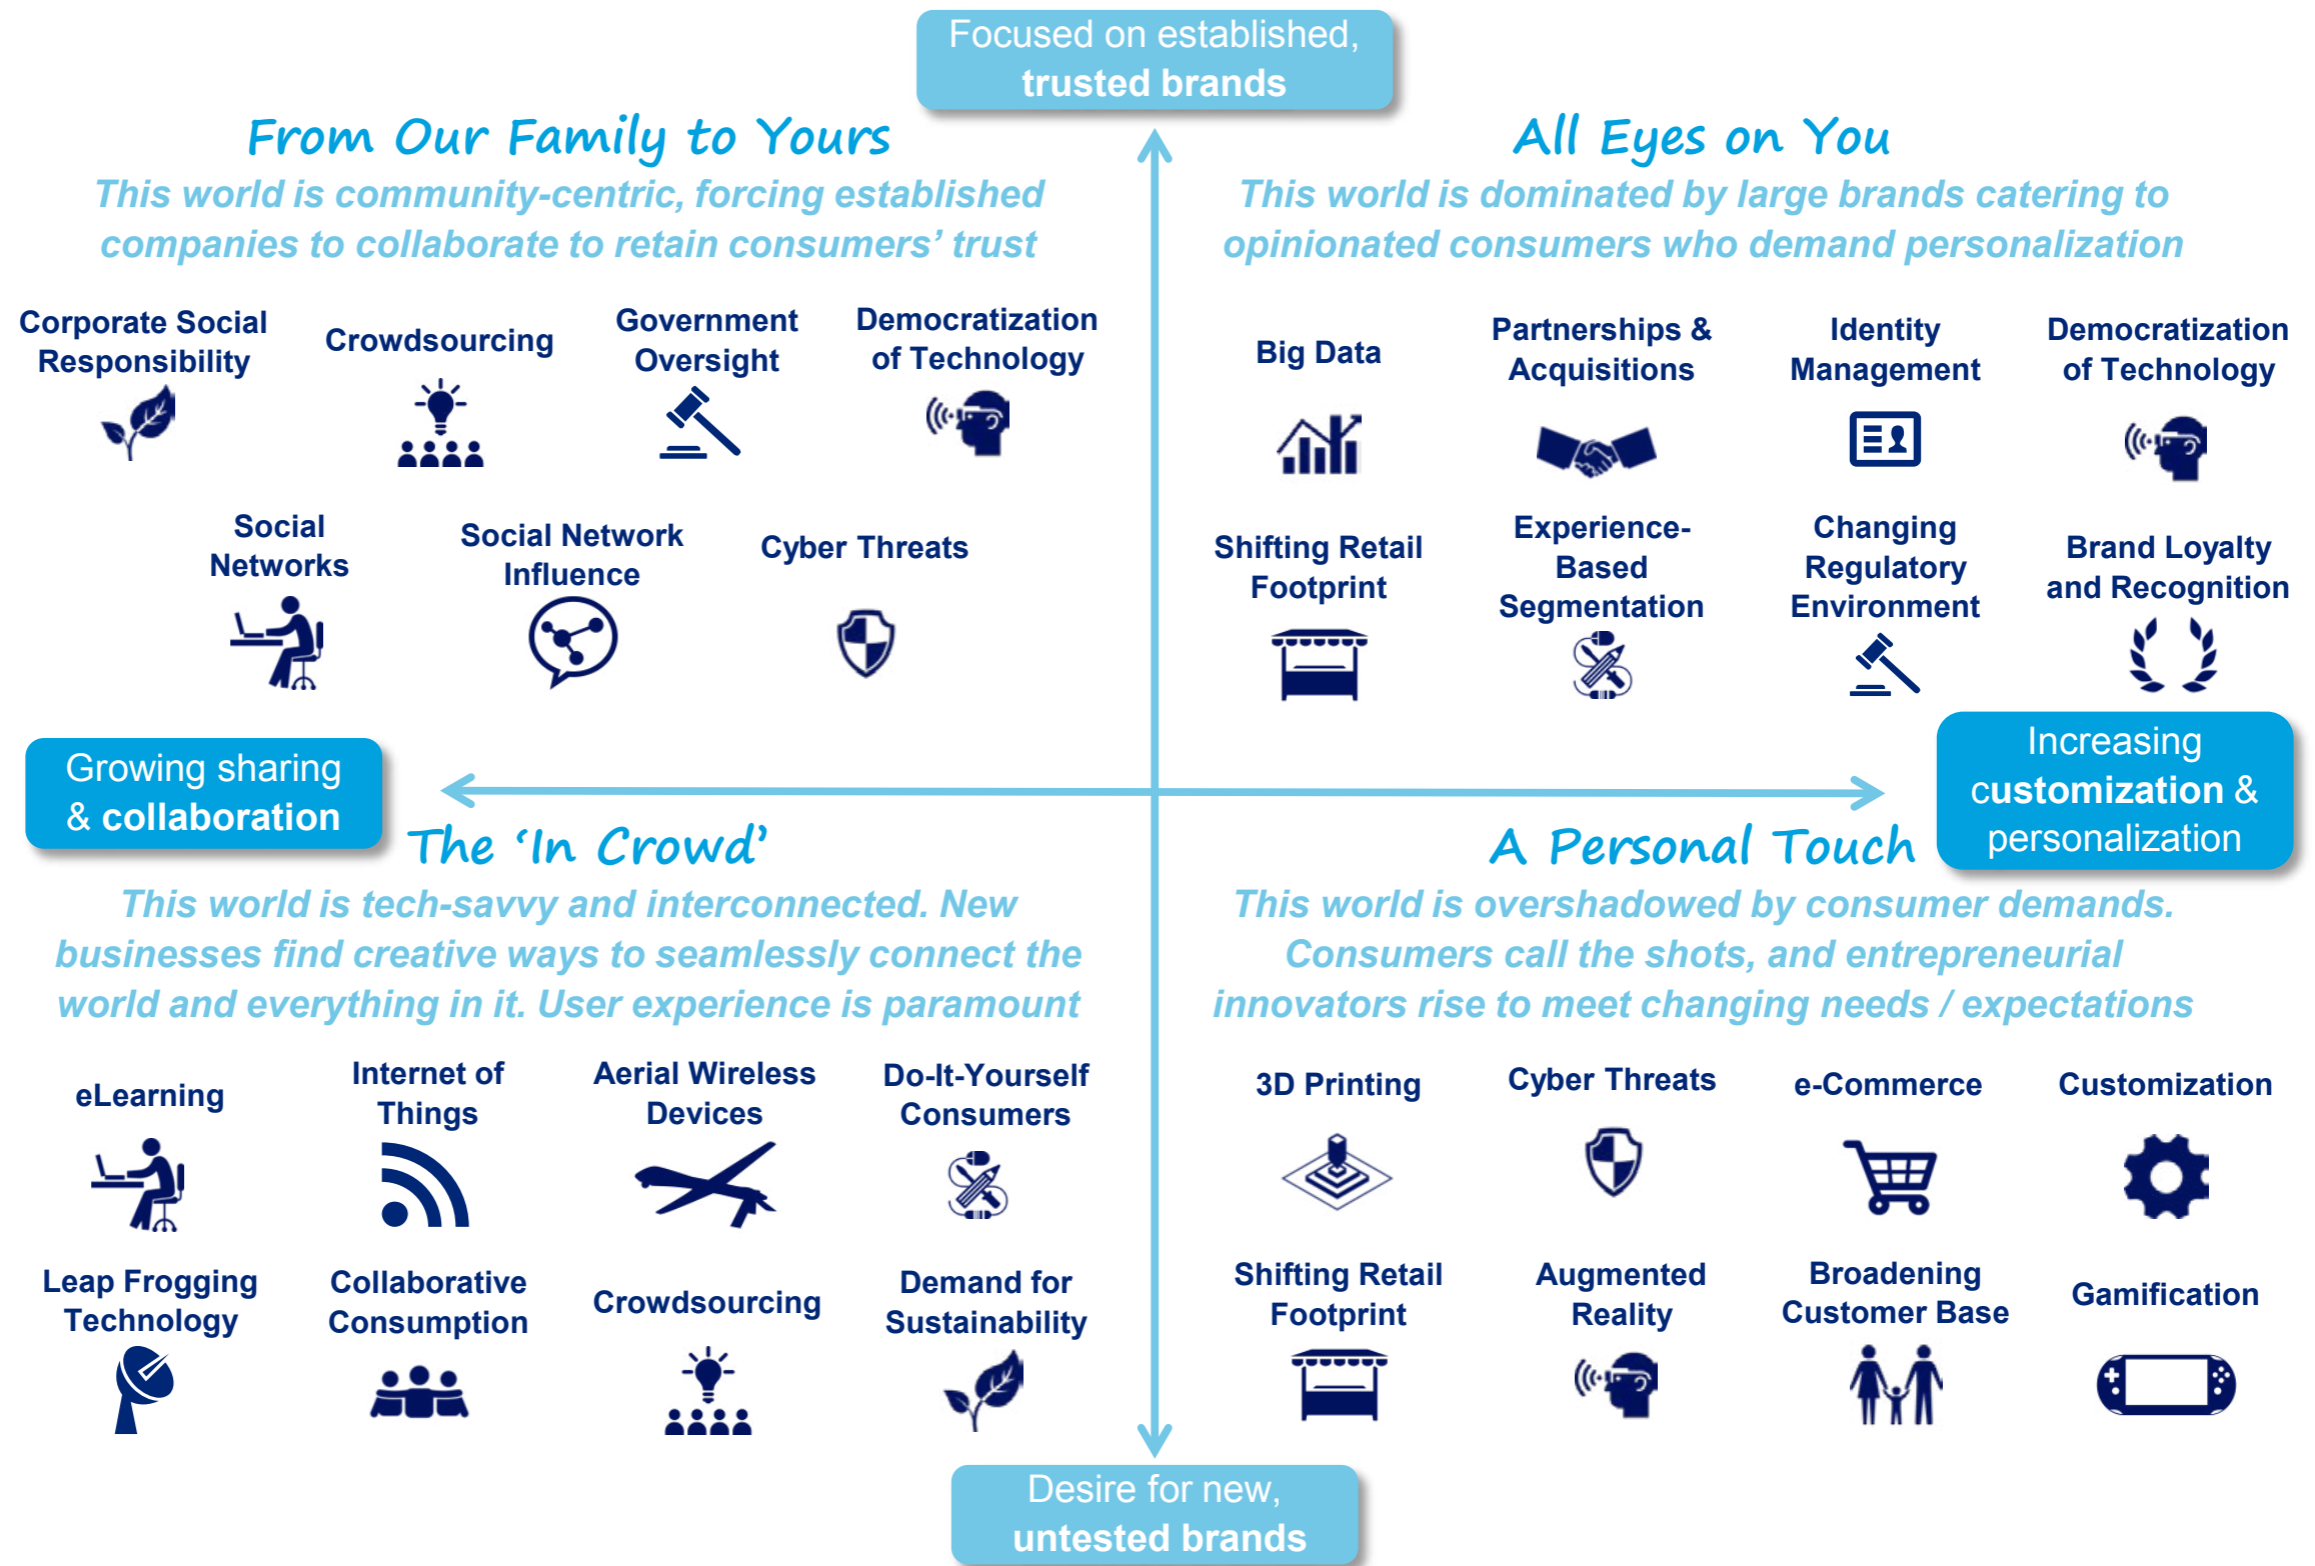 Focused on established,
trusted brands
From Our Family to Yours
This world is community-centric, forcing established
companies to collaborate to retain consumers’ trust
Corporate Social
Responsibility
Crowdsourcing
Government
Oversight
Democratization
of Technology
Social
Networks
Social Network
Influence
Cyber Threats
All Eyes on You
This world is dominated by large brands catering to
opinionated consumers who demand personalization
Big Data
Partnerships &
Acquisitions
Identity
Management
Democratization
of Technology
Shifting Retail
Footprint
Experience-
Based
Segmentation
Changing
Regulatory
Environment
Brand Loyalty
and Recognition
Growing sharing
& collaboration
Increasing
customization &
personalization
The ‘In Crowd’
This world is tech-savvy and interconnected. New
businesses find creative ways to seamlessly connect the
world and everything in it. User experience is paramount
eLearning
Internet of
Things
Aerial Wireless
Devices
Do-It-Yourself
Consumers
Leap Frogging
Technology
Collaborative
Consumption
Crowdsourcing
Demand for
Sustainability
A Personal Touch
This world is overshadowed by consumer demands.
Consumers call the shots, and entrepreneurial
innovators rise to meet changing needs / expectations
3D Printing
Cyber Threats
e-Commerce
Customization
Shifting Retail
Footprint
Augmented
Reality
Broadening
Customer Base
Gamification
Desire for new,
untested brands